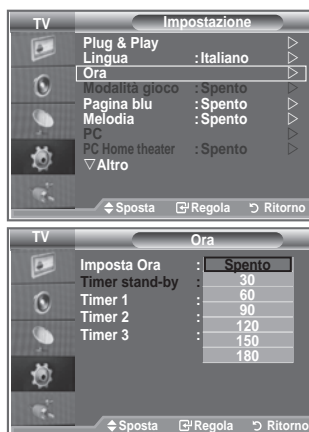 TV Impostazione
Plug & Play
Lingua : Italiano
Ora
Modalità gioco : Spento
Pagina blu : Spento
Melodia : Spento
PC
PC Home theater : Spento
▽Altro
Sposta Regola Ritorno
TV Ora
Imposta Ora : Spento
Timer stand-by : 30
Timer 1 : 60
Timer 2 : 90
Timer 3 : 120
150
180
Sposta Regola Ritorno